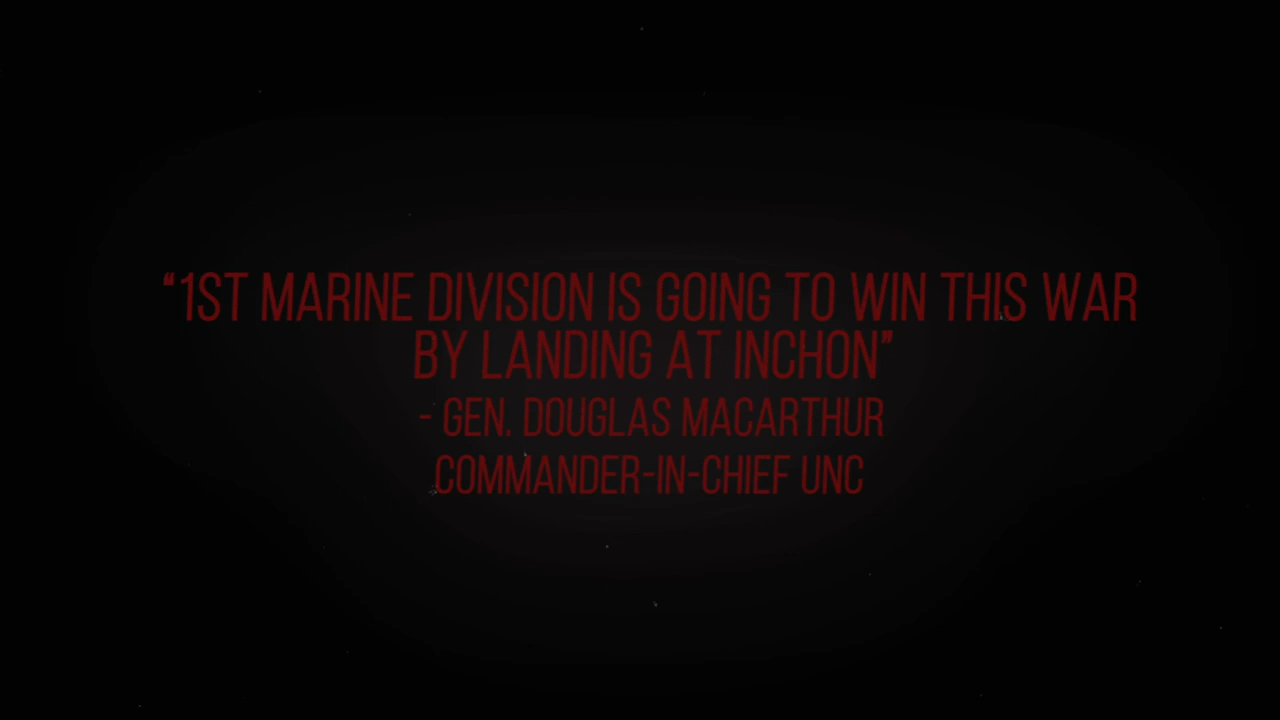 “1ST MARINE DIVISION IS GOING TO WIN THIS WAR
BY LANDING AT INCHON”
- GEN. DOUGLAS MACARTHUR
COMMANDER-IN-CHIEF UNC